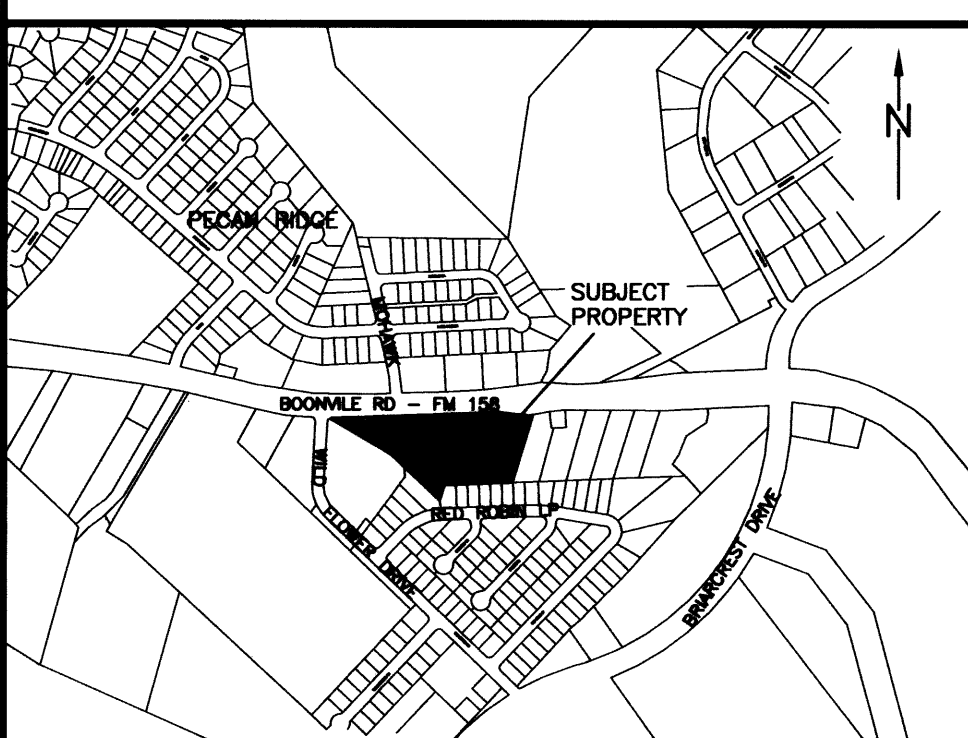 N
PECAN RIDGE
SUBJECT
PROPERTY
MOHAWK
BOONVILE RD - FM 158
WILD
FLOWER DRIVE
RED ROBIN LP
BRIARCREST DRIVE